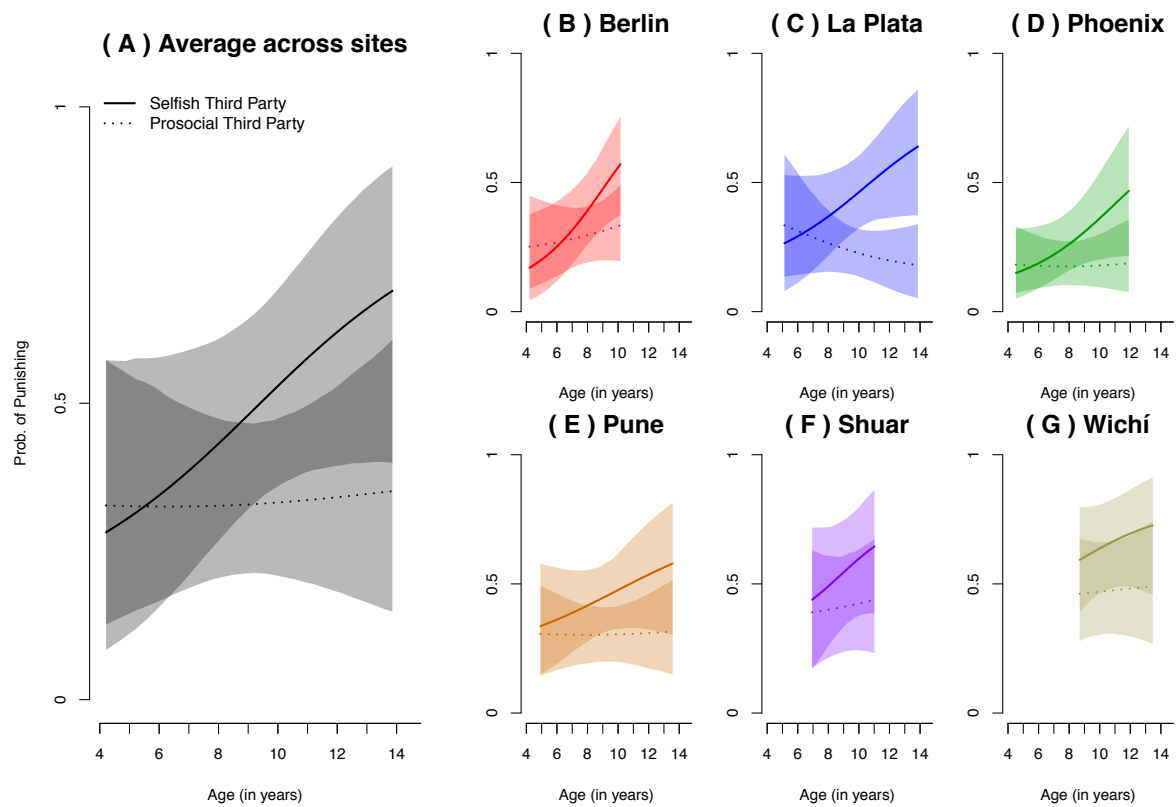 ( A ) Average across sites
Selfish Third Party
Prosocial Third Party
Prob. of Punishing
1
0.5
0
4 6 8 10 12 14
Age (in years)
( B ) Berlin
1
0.5
0
4 6 8 10 12 14
Age (in years)
( C ) La Plata
1
0.5
0
4 6 8 10 12 14
Age (in years)
( D ) Phoenix
1
0.5
0
4 6 8 10 12 14
Age (in years)
( E ) Pune
1
0.5
0
4 6 8 10 12 14
Age (in years)
( F ) Shuar
1
0.5
0
4 6 8 10 12 14
Age (in years)
( G ) Wichí
1
0.5
0
4 6 8 10 12 14
Age (in years)